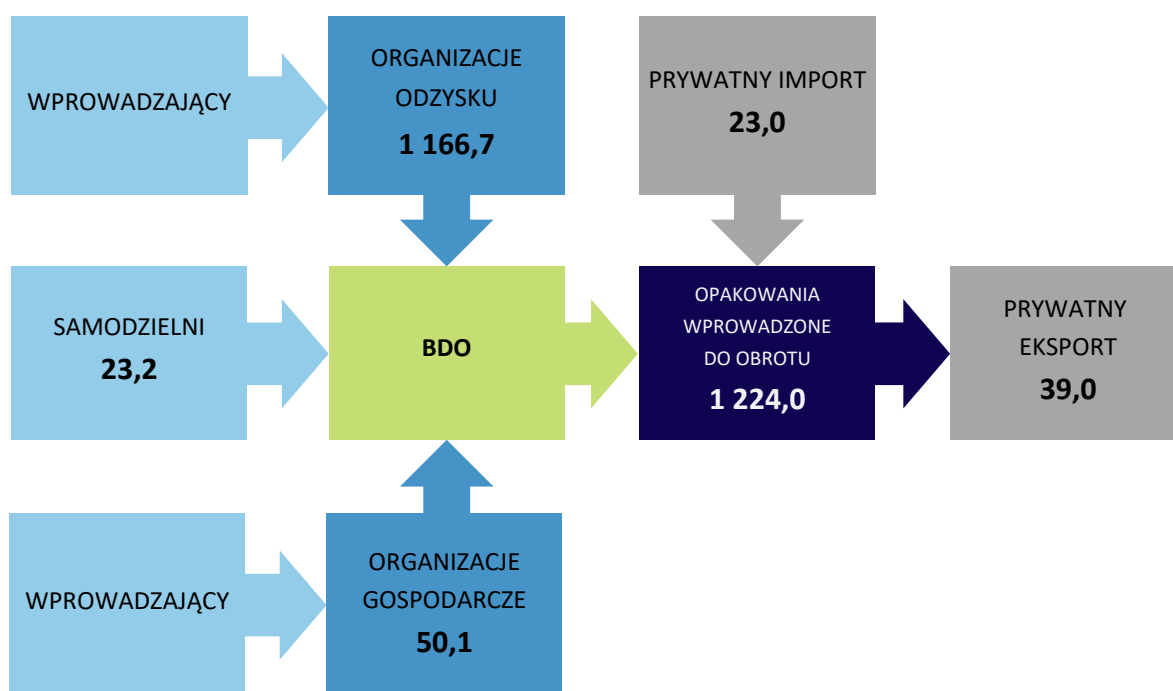 WPROWADZAJĄCY
ORGANIZACJE
ODZYSKU
1 166,7
PRYWATNY IMPORT
23,0
SAMODZIELNI
23,2
BDO
OPAKOWANIA
WPROWADZONE
DO OBROTU
1 224,0
PRYWATNY
EKSPORT
39,0
WPROWADZAJĄCY
ORGANIZACJE
GOSPODARCZE
50,1